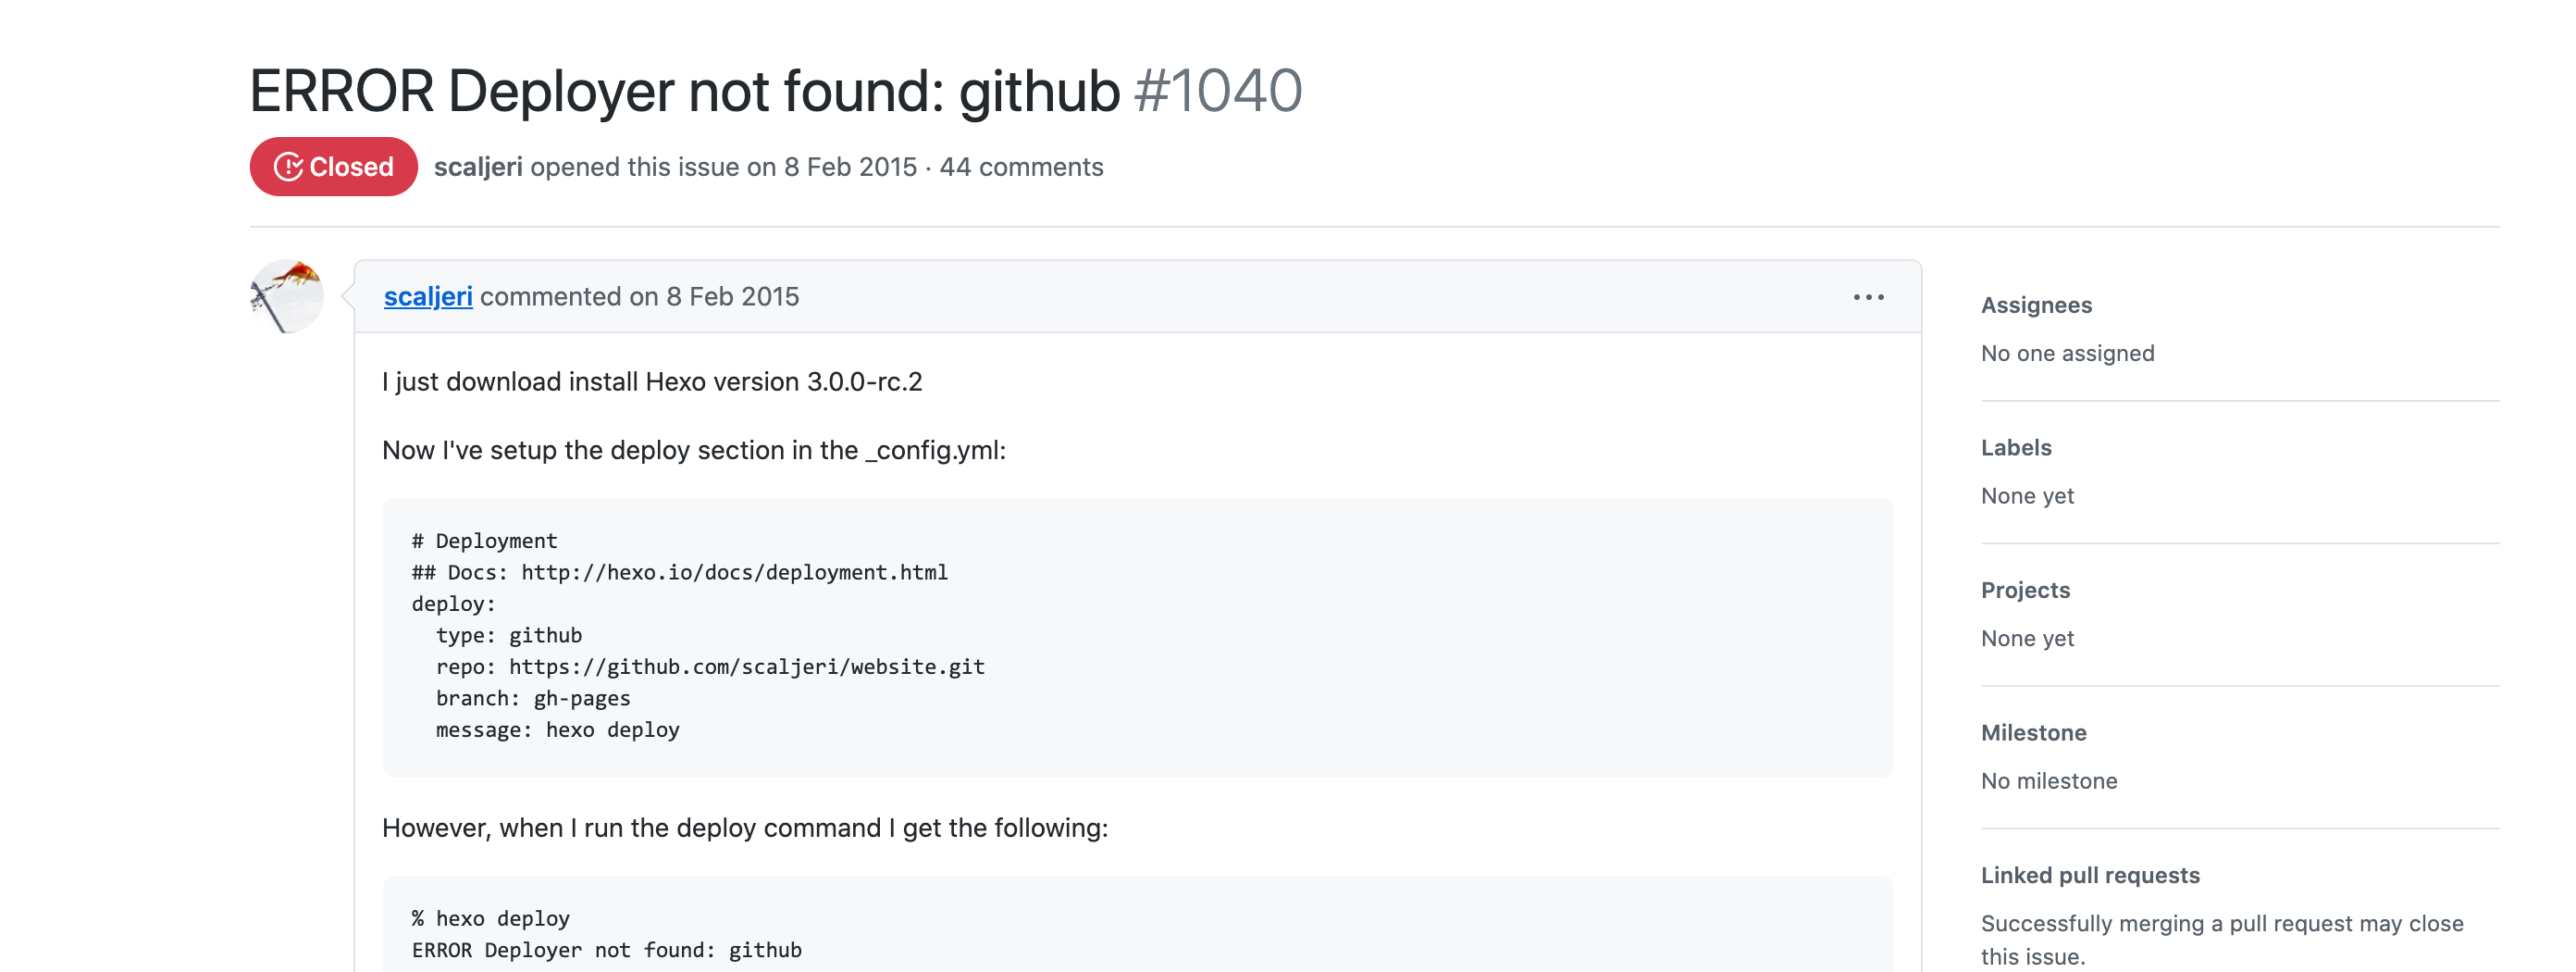 ERROR Deployer not found: github #1040
Closed scaljeri opened this issue on 8 Feb 2015 · 44 comments
scaljeri commented on 8 Feb 2015
I just download install Hexo version 3.0.0-rc.2
Now I've setup the deploy section in the _config.yml:
# Deployment
## Docs: http://hexo.io/docs/deployment.html
deploy:
  type: github
  repo: https://github.com/scaljeri/website.git
  branch: gh-pages
  message: hexo deploy
However, when I run the deploy command I get the following:
% hexo deploy
ERROR Deployer not found: github
Assignees
No one assigned
Labels
None yet
Projects
None yet
Milestone
No milestone
Linked pull requests
Successfully merging a pull request may close
this issue.